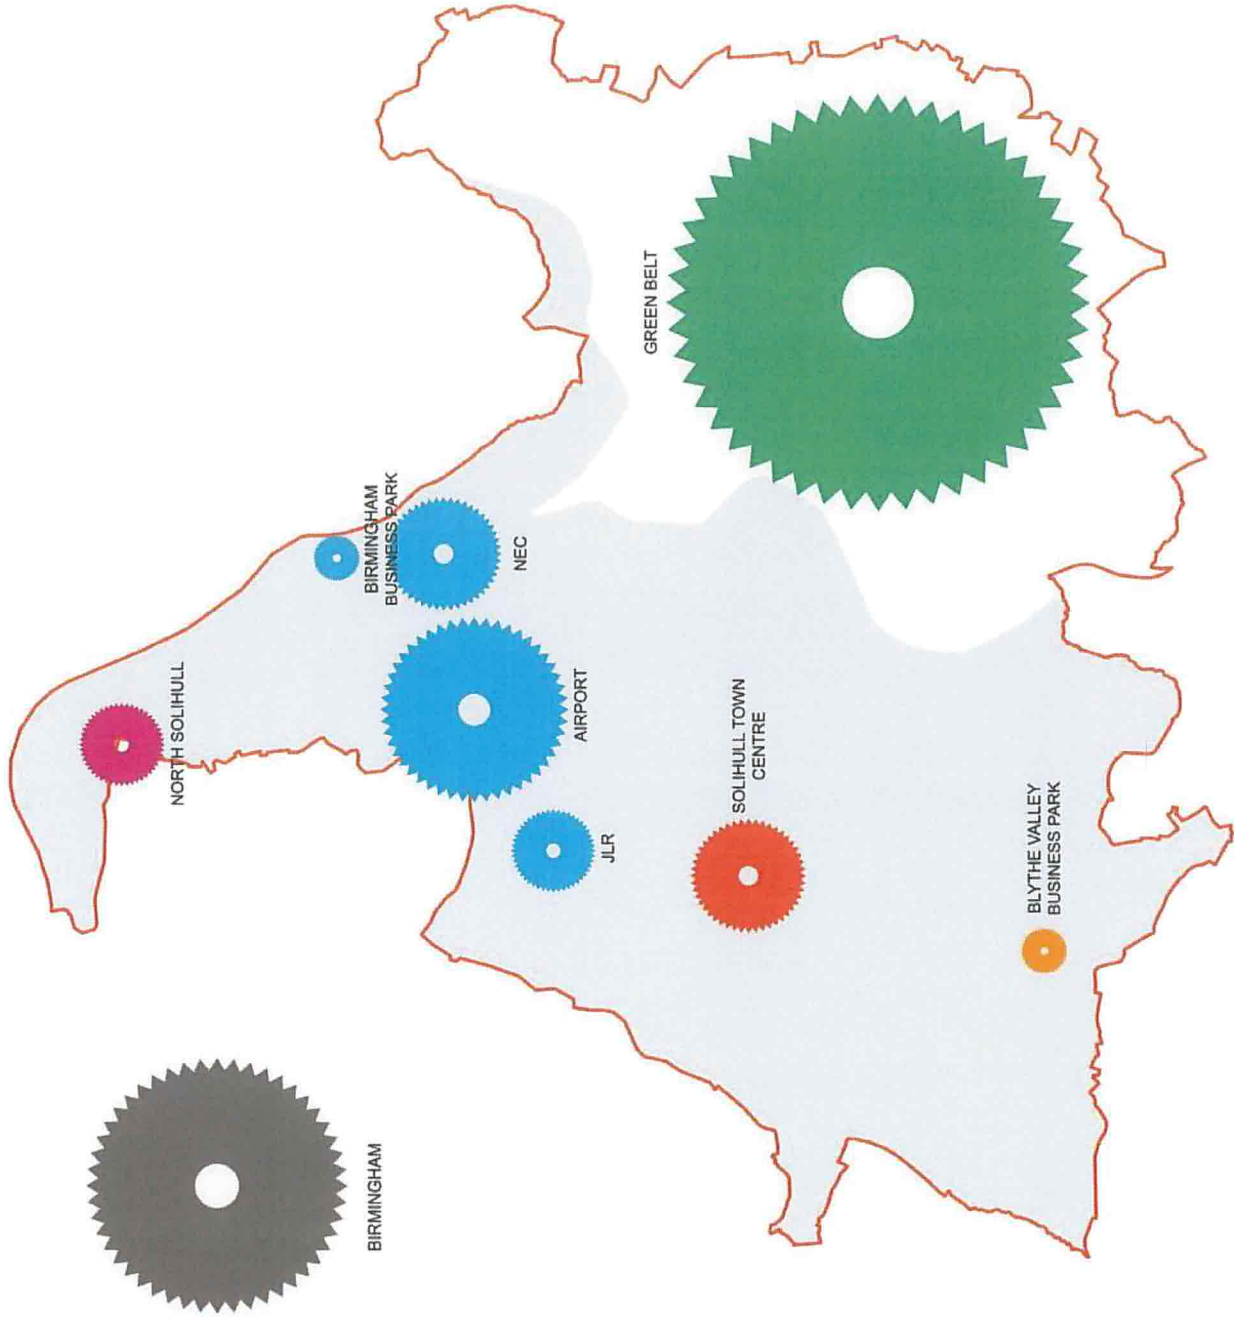 NORTH SOLIHULL
BIRMINGHAM
BUSINESS PARK
NEC
AIRPORT
JLR
BIRMINGHAM
GREEN BELT
SOLIHULL TOWN
CENTRE
BLYTHE VALLEY
BUSINESS PARK